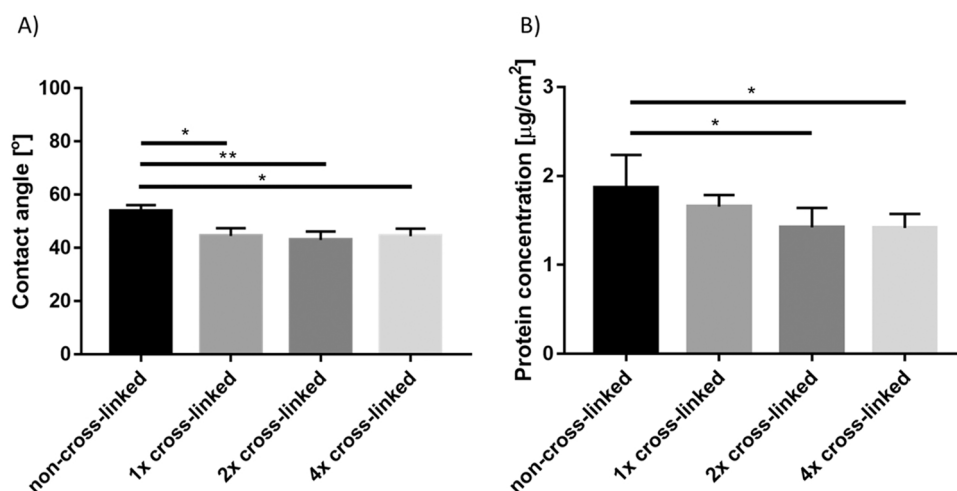 A)
Contact angle [º]
100
80
60
40
20
0
*
**
*
non-cross-linked
1x cross-linked
2x cross-linked
4x cross-linked
B)
Protein concentration [µg/cm²]
3
2
1
0
*
*
non-cross-linked
1x cross-linked
2x cross-linked
4x cross-linked